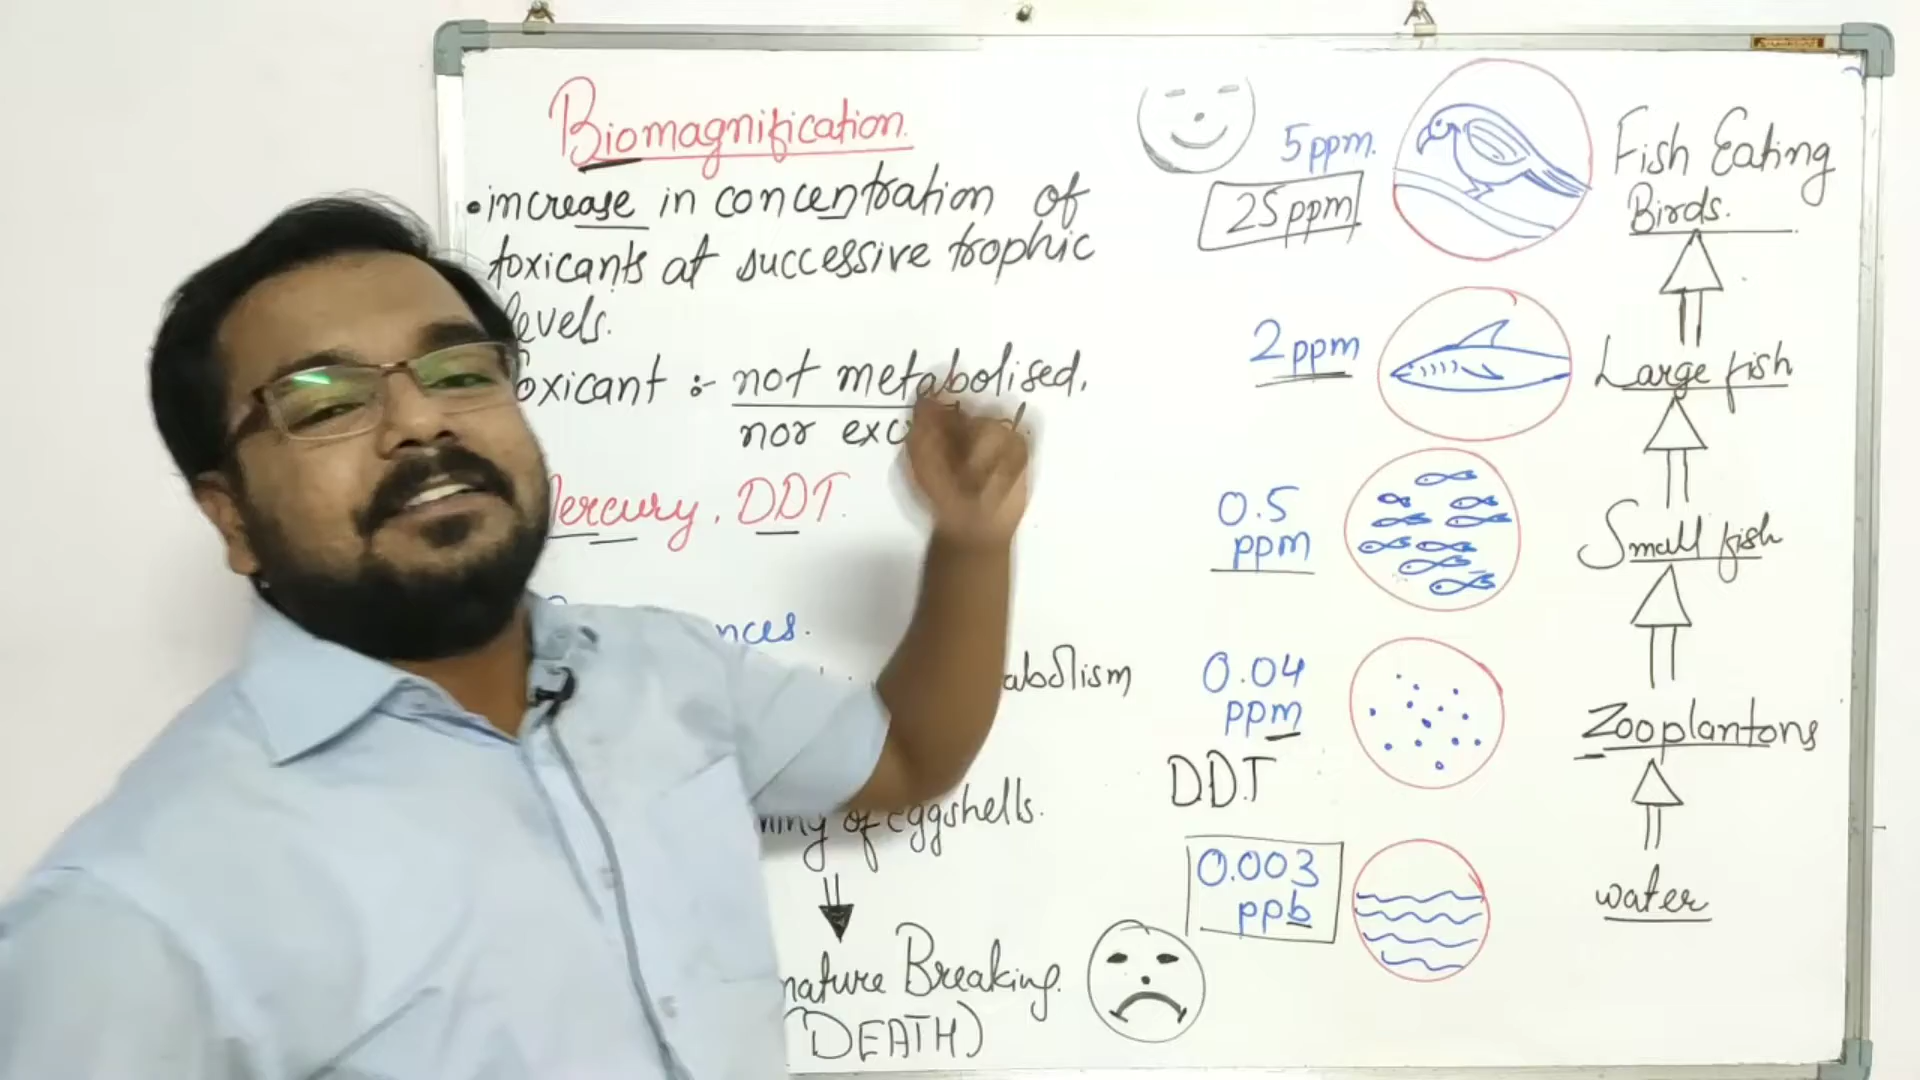 Biomagnification.
• increase in concentration of
toxicants at successive trophic
levels.
oxicant :- not metabolised,
nor
ercury, DDT.
nces.
abolism
of eggshells.
mature Breaking.
(DEATH)
5ppm.
25ppm
2ppm
0.5
ppm
0.04
ppm
DDT
0.003
ppb
Fish Eating
Birds.
Large fish
Small fish
Zooplantons
water